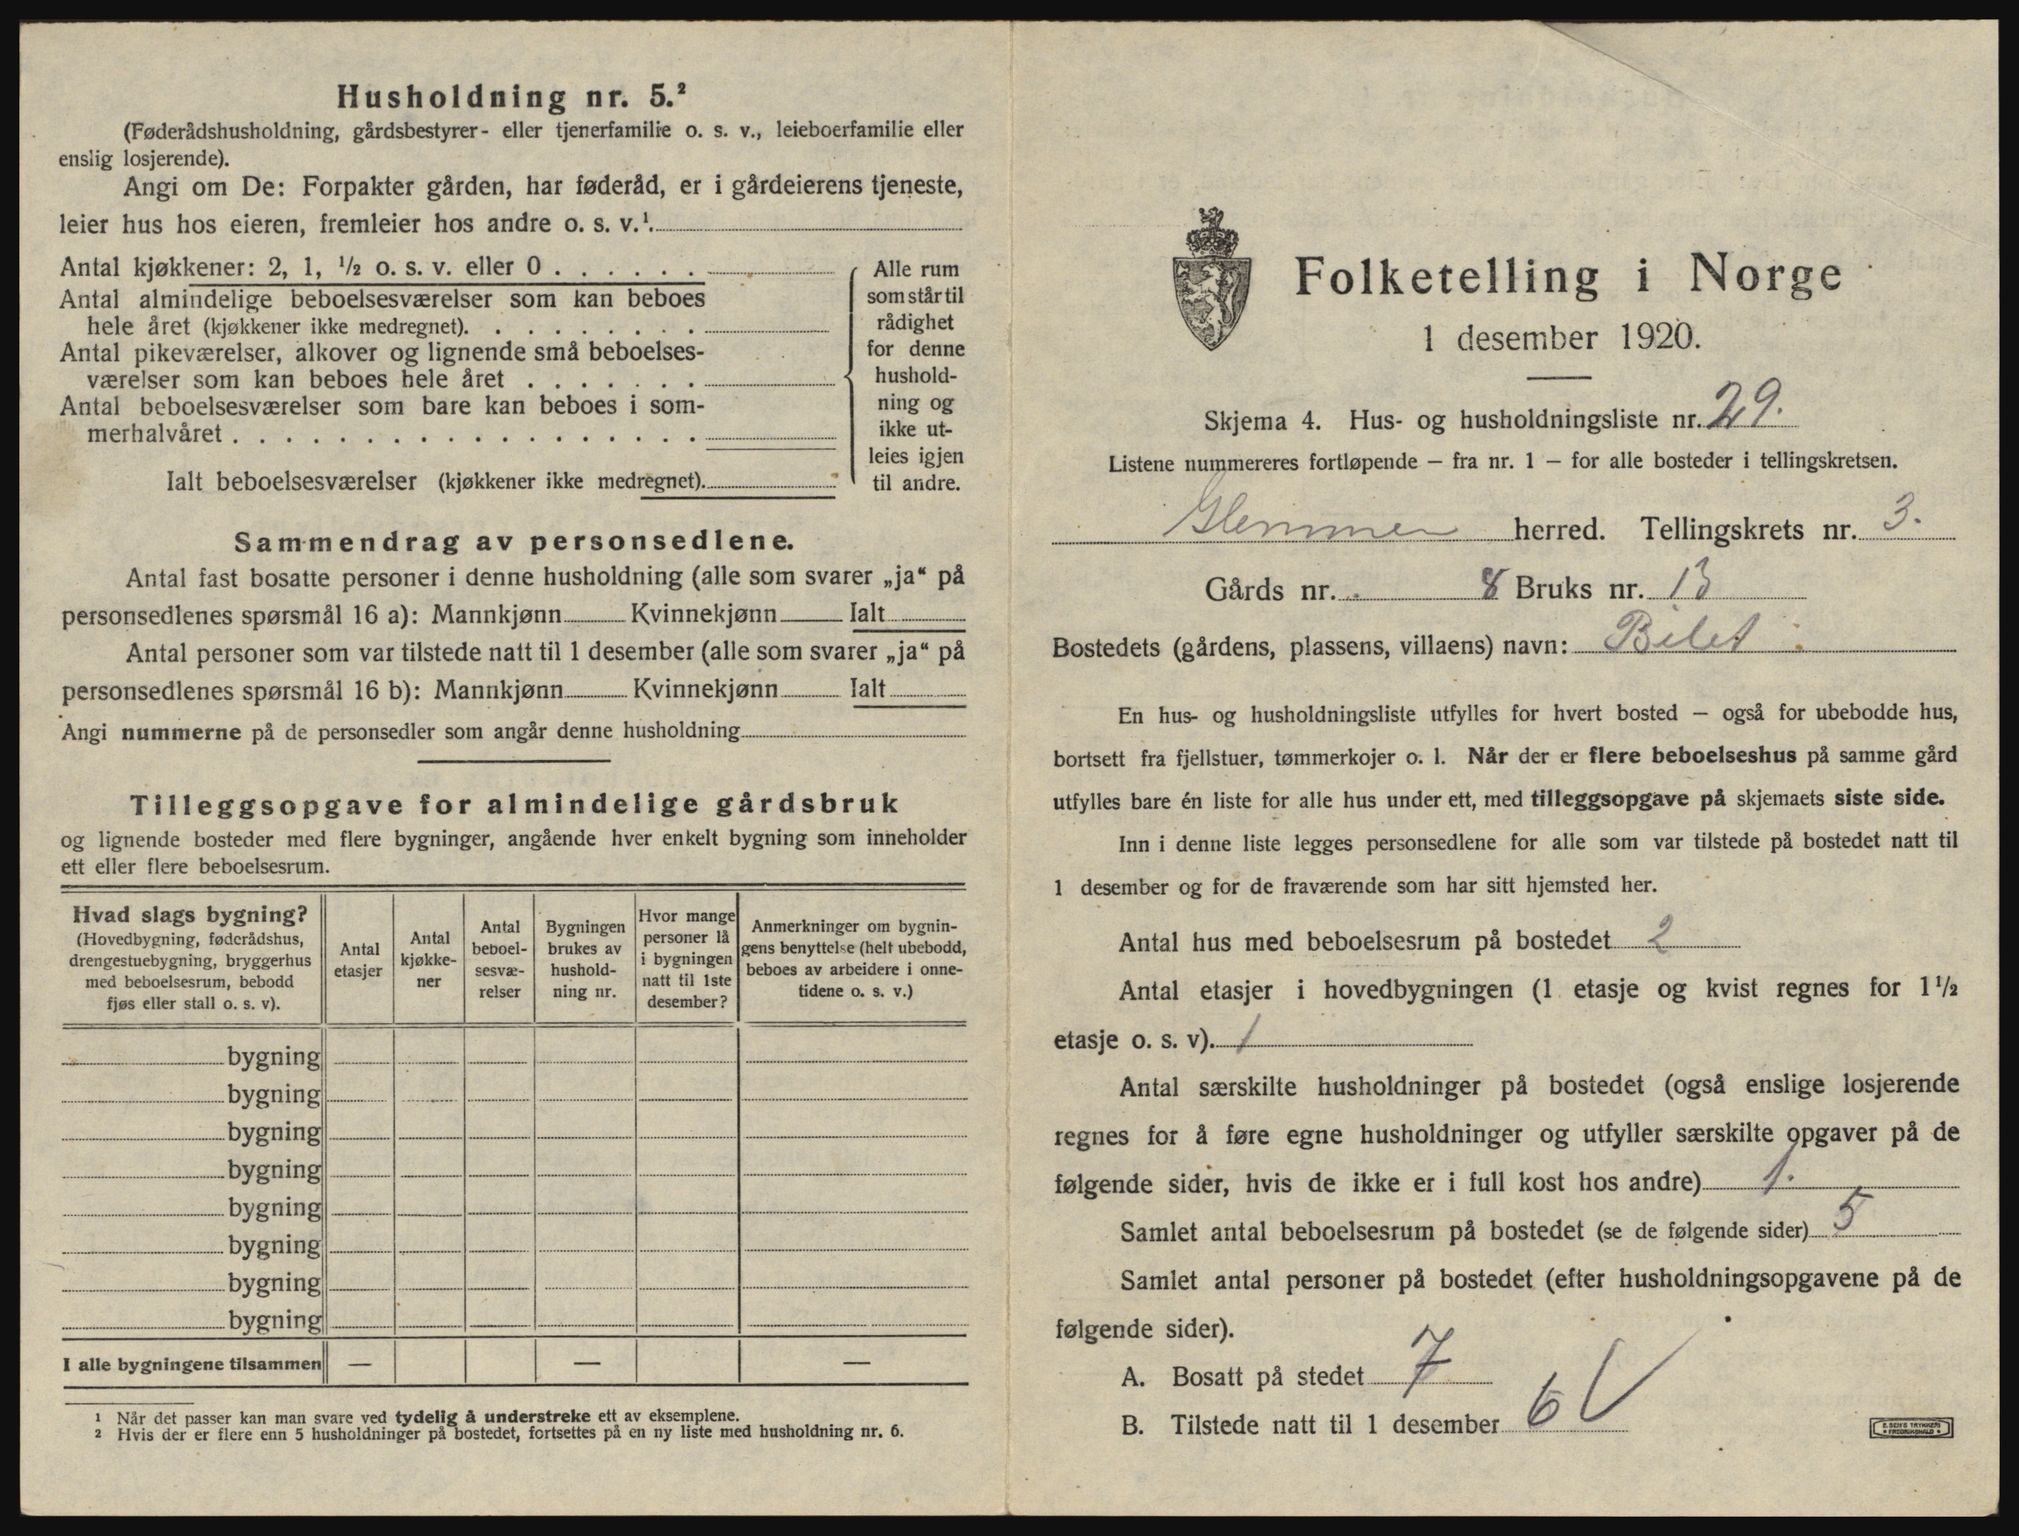 Husholdning nr. 5.²
(Føderådshusholdning, gårdsbestyrer- eller tjenerfamilie o. s. v., leieboerfamilie eller
enslig losjerende).
Angi om De: Forpakter gården, har føderåd, er i gårdeierens tjeneste,
leier hus hos eieren, fremleier hos andre o. s. v.¹.
Antal kjøkkener: 2, 1, ½ o. s. v. eller 0 . . . . . .
Antal almindelige beboelsesværelser som kan beboes
hele året (kjøkkener ikke medregnet). . . . . . . . .
Antal pikeværelser, alkover og lignende små beboelses-
værelser som kan beboes hele året . . . . . . .
Antal beboelsesværelser som bare kan beboes i som-
merhalvåret . . . . . . . . . . . . . . . . . .
Ialt beboelsesværelser (kjøkkener ikke medregnet).
Alle rum
som står til
rådighet
for denne
hushold-
ning og
ikke ut-
leies igjen
til andre.
Sammendrag av personsedlene.
Antal fast bosatte personer i denne husholdning (alle som svarer „ja“ på
personsedlenes spørsmål 16 a): Mannkjønn Kvinnekjønn Ialt
Antal personer som var tilstede natt til 1 desember (alle som svarer „ja“ på
personsedlenes spørsmål 16 b): Mannkjønn Kvinnekjønn Ialt
Angi nummerne på de personsedler som angår denne husholdning
Tilleggsopgave for almindelige gårdsbruk
og lignende bosteder med flere bygninger, angående hver enkelt bygning som inneholder
ett eller flere beboelsesrum.
Hvad slags bygning?
(Hovedbygning, føderådshus,
drengestuebygning, bryggerhus
med beboelsesrum, bebodd
fjøs eller stall o. s. v).
Antal
etasjer
Antal
kjøkke-
ner
Antal
beboel-
sesvæ-
relser
Bygningen
brukes av
hushold-
ning nr.
Hvor mange
personer lå
i bygningen
natt til 1ste
desember?
Anmerkninger om bygnin-
gens benyttelse (helt ubebodd,
beboes av arbeidere i onne-
tidene o. s. v.)
bygning
bygning
bygning
bygning
bygning
bygning
bygning
bygning
I alle bygningene tilsammen — — —
1 Når det passer kan man svare ved tydelig å understreke ett av eksemplene.
2 Hvis der er flere enn 5 husholdninger på bostedet, fortsettes på en ny liste med husholdning nr. 6.
Folketelling i Norge
1 desember 1920.
Skjema 4. Hus- og husholdningsliste nr. 29.
Listene nummereres fortløpende — fra nr. 1 — for alle bosteder i tellingskretsen.
Glemmen herred. Tellingskrets nr. 3.
Gårds nr. 8 Bruks nr. 13
Bostedets (gårdens, plassens, villaens) navn: Bilet
En hus- og husholdningsliste utfylles for hvert bosted — også for ubebodde hus,
bortsett fra fjellstuer, tømmerkojer o. l. Når der er flere beboelseshus på samme gård
utfylles bare én liste for alle hus under ett, med tilleggsopgave på skjemaets siste side.
Inn i denne liste legges personsedlene for alle som var tilstede på bostedet natt til
1 desember og for de fraværende som har sitt hjemsted her.
Antal hus med beboelsesrum på bostedet 2
Antal etasjer i hovedbygningen (1 etasje og kvist regnes for 1½
etasje o. s. v). 1
Antal særskilte husholdninger på bostedet (også enslige losjerende
regnes for å føre egne husholdninger og utfyller særskilte opgaver på de
følgende sider, hvis de ikke er i full kost hos andre) 1.
Samlet antal beboelsesrum på bostedet (se de følgende sider) 5
Samlet antal personer på bostedet (efter husholdningsopgavene på de
følgende sider).
A. Bosatt på stedet 7
B. Tilstede natt til 1 desember 6